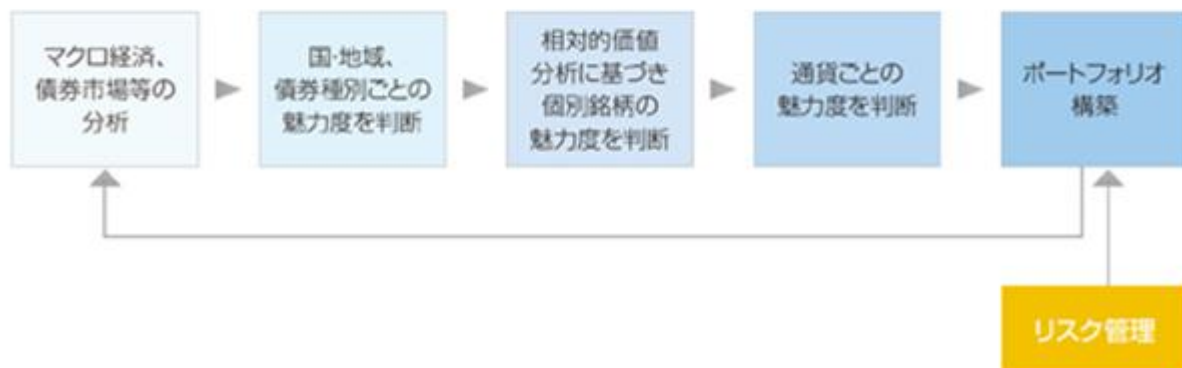 マクロ経済、
債券市場等の
分析
国・地域、
債券種別ごとの
魅力度を判断
相対的価値
分析に基づき
個別銘柄の
魅力度を判断
通貨ごとの
魅力度を判断
ポートフォリオ
構築
リスク管理